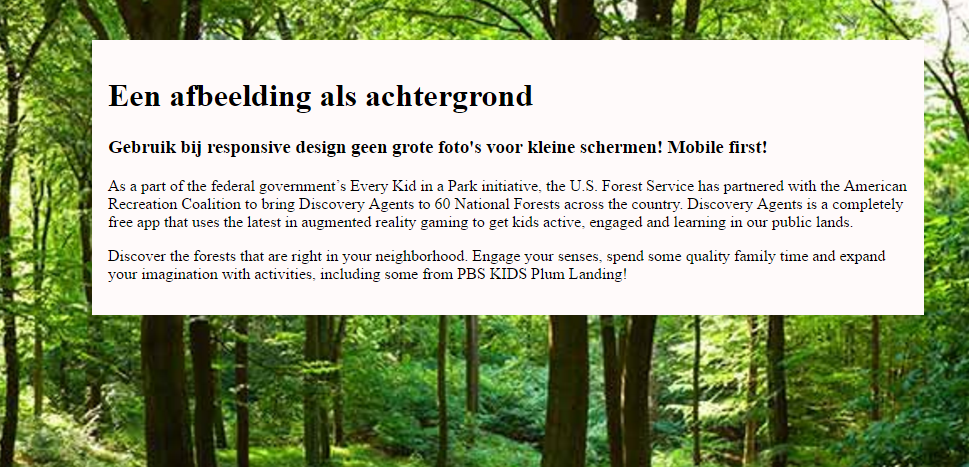 Een afbeelding als achtergrond
Gebruik bij responsive design geen grote foto's voor kleine schermen! Mobile first!
As a part of the federal government’s Every Kid in a Park initiative, the U.S. Forest Service has partnered with the American
Recreation Coalition to bring Discovery Agents to 60 National Forests across the country. Discovery Agents is a completely
free app that uses the latest in augmented reality gaming to get kids active, engaged and learning in our public lands.
Discover the forests that are right in your neighborhood. Engage your senses, spend some quality family time and expand
your imagination with activities, including some from PBS KIDS Plum Landing!